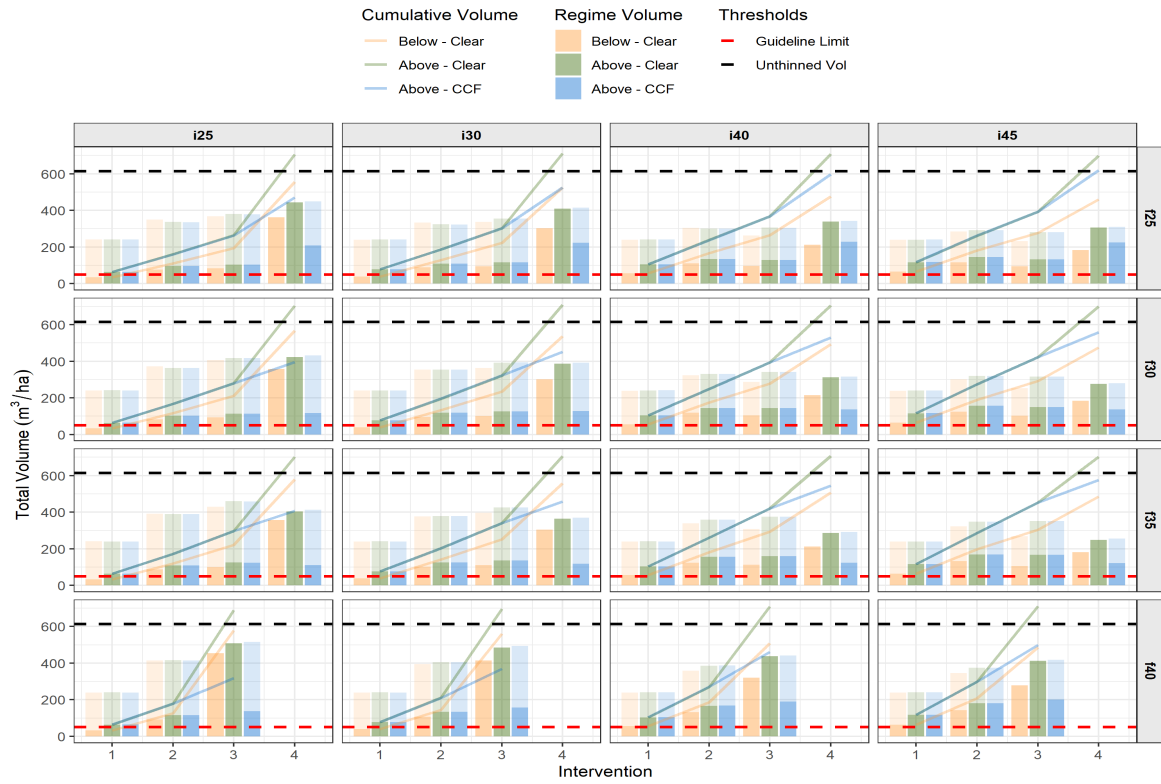 Cumulative Volume
Regime Volume
Thresholds
Below - Clear
Below - Clear
Guideline Limit
Above - Clear
Above - Clear
Unthinned Vol
Above - CCF
Above - CCF
i25
i30
i40
i45
600
400
200
0
f25
600
400
200
0
f30
600
400
200
0
f35
600
400
200
0
f40
Total Volume (m³/ha)
1 2 3 4
1 2 3 4
1 2 3 4
1 2 3 4
Intervention